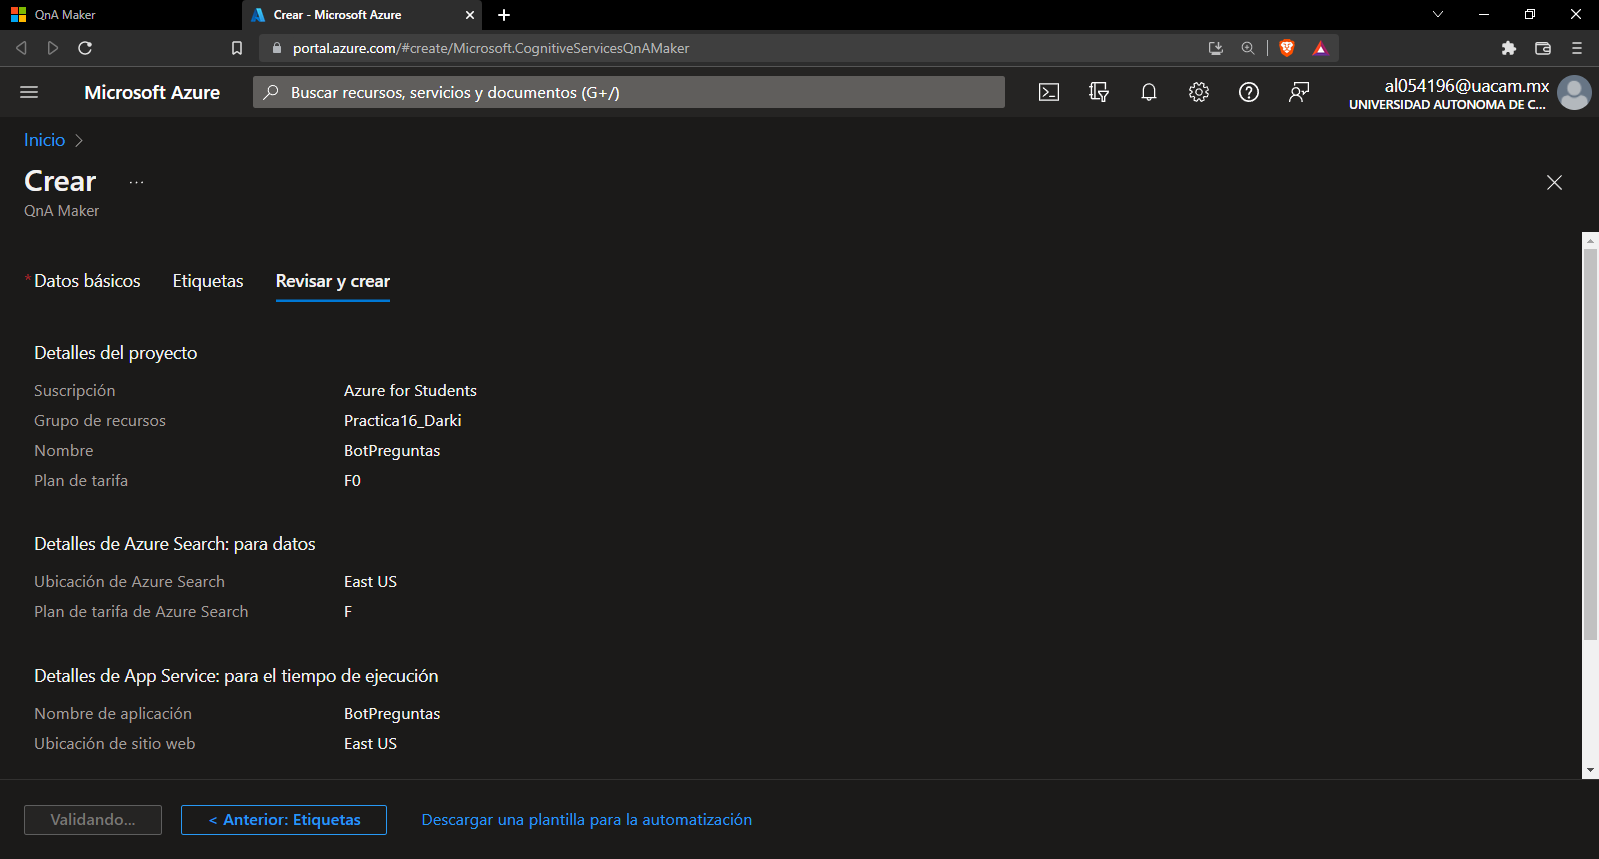 QnA Maker
Crear - Microsoft Azure
portal.azure.com/#create/Microsoft.CognitiveServicesQnAMaker
Microsoft Azure
Buscar recursos, servicios y documentos (G+/)
al054196@uacam.mx
UNIVERSIDAD AUTONOMA DE C...
Inicio
Crear
...
QnA Maker
* Datos básicos Etiquetas Revisar y crear
Detalles del proyecto
Suscripción Azure for Students
Grupo de recursos Practica16_Darki
Nombre BotPreguntas
Plan de tarifa F0
Detalles de Azure Search: para datos
Ubicación de Azure Search East US
Plan de tarifa de Azure Search F
Detalles de App Service: para el tiempo de ejecución
Nombre de aplicación BotPreguntas
Ubicación de sitio web East US
Validando... < Anterior: Etiquetas Descargar una plantilla para la automatización